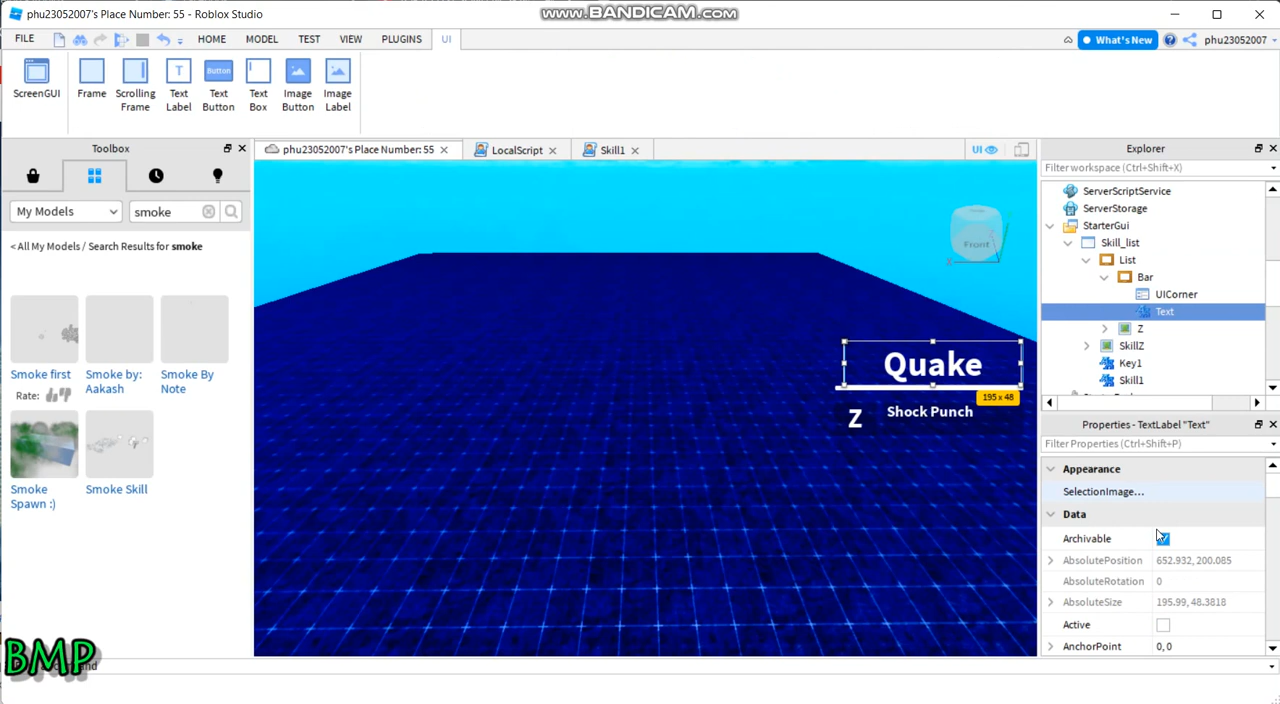 phu23052007's Place Number: 55 - Roblox Studio
www.BANDICAM.com
FILE
HOME
MODEL
TEST
VIEW
PLUGINS
UI
What's New
phu23052007
ScreenGUI
Frame
Scrolling
Frame
Text
Label
Button
Text
Button
Text
Box
Image
Button
Image
Label
Toolbox
phu23052007's Place Number: 55
LocalScript
Skill1
UI
Explorer
Filter workspace (Ctrl+Shift+X)
My Models
smoke
< All My Models / Search Results for smoke
Smoke first
Rate:
Smoke by:
Aakash
Smoke By
Note
Smoke
Spawn :)
Smoke Skill
Front
X
Quake
195 x 48
Z
Shock Punch
ServerScriptService
ServerStorage
StarterGui
Skill_list
List
Bar
UICorner
Text
Z
SkillZ
Key1
Skill1
Properties - TextLabel "Text"
Filter Properties (Ctrl+Shift+P)
Appearance
SelectionImage...
Data
Archivable
AbsolutePosition 652.932, 200.085
AbsoluteRotation 0
AbsoluteSize 195.99, 48.3818
Active
AnchorPoint 0, 0
BMP